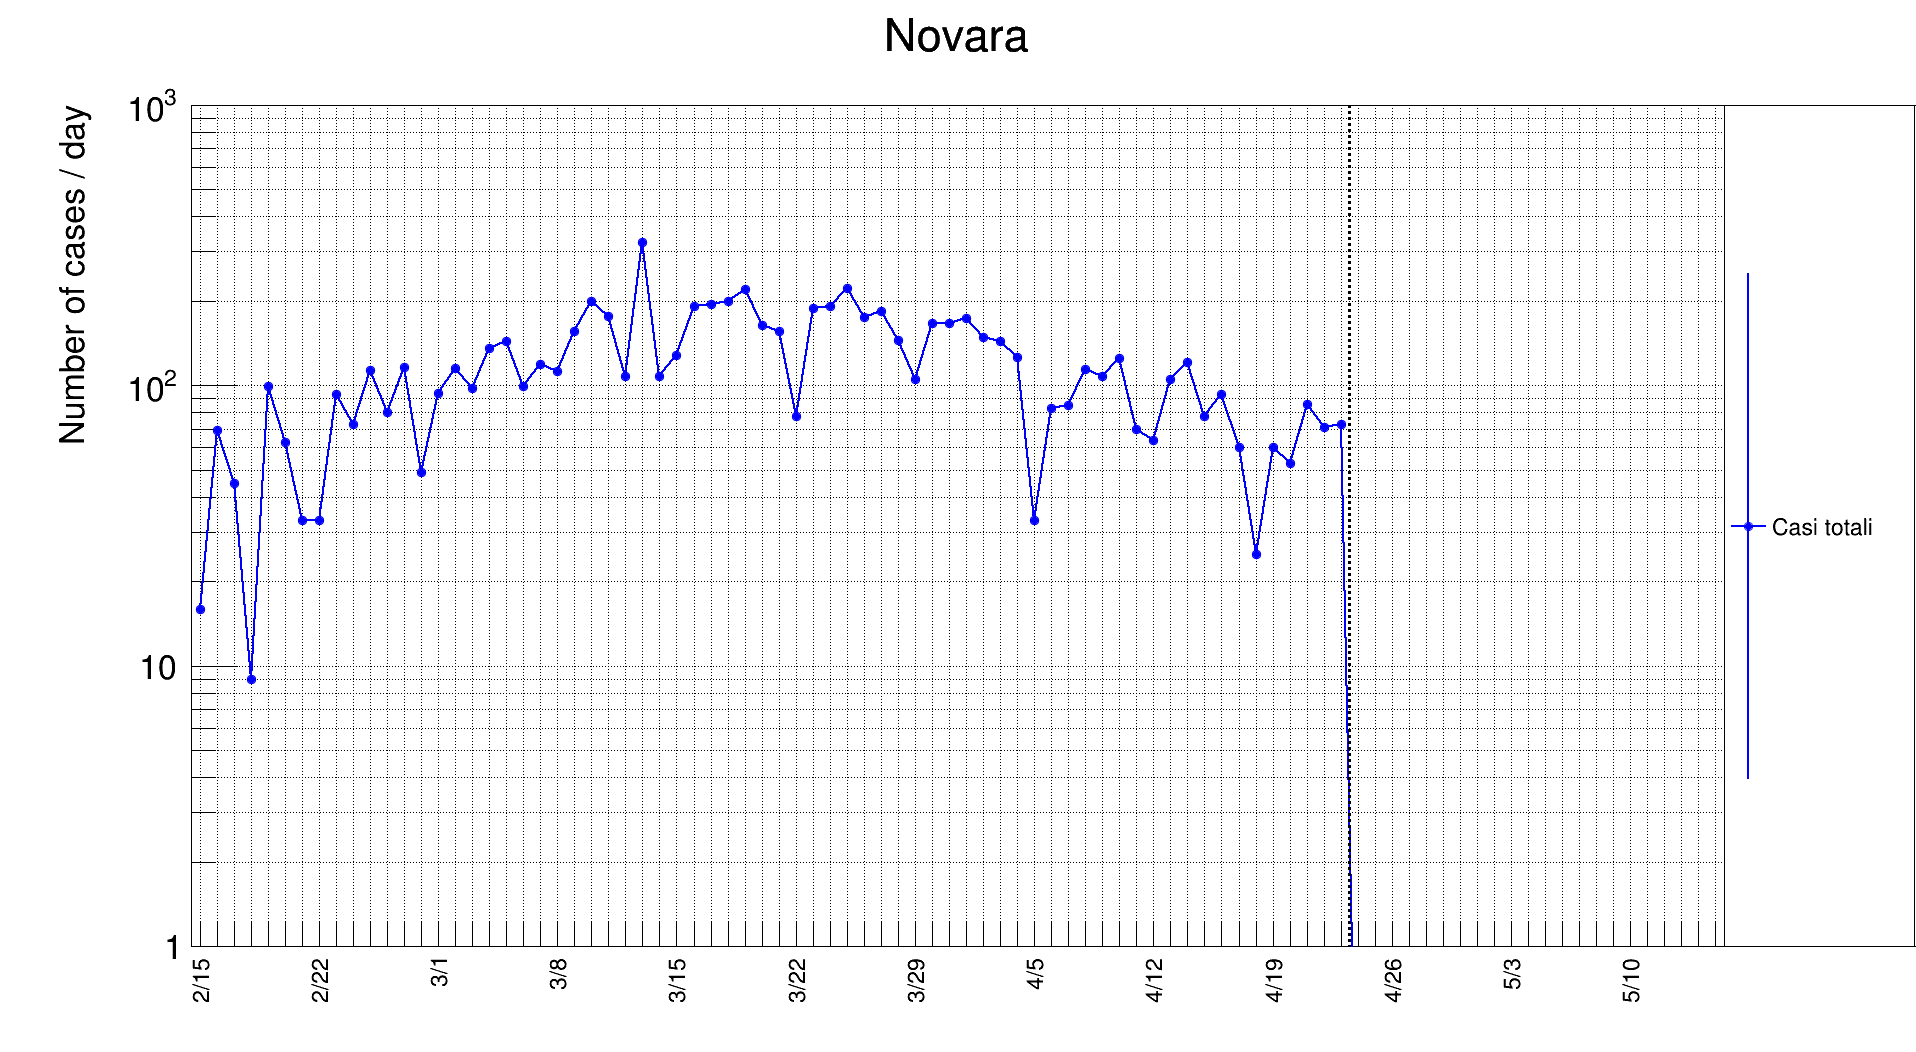 Novara
Number of cases / day
10³
10²
10
1
2/15 2/22 3/1 3/8 3/15 3/22 3/29 4/5 4/12 4/19 4/26 5/3 5/10
Casi totali